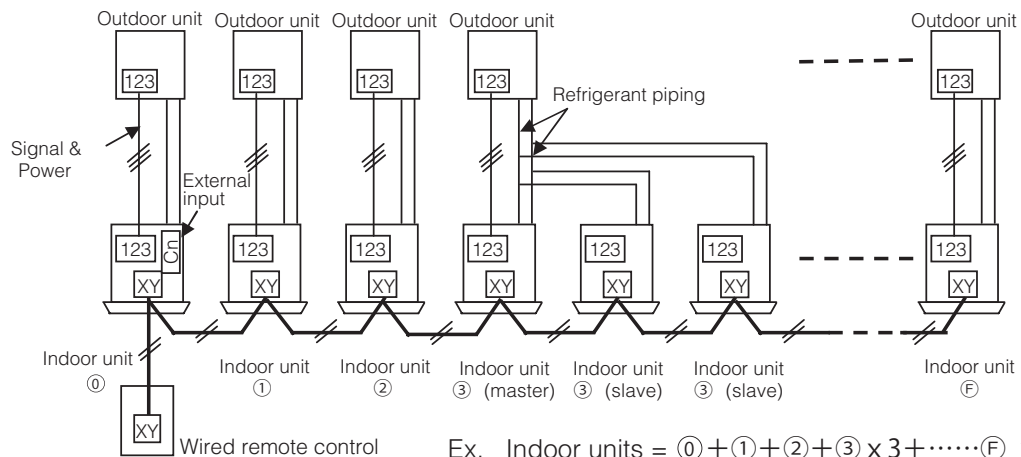 Outdoor unit Outdoor unit Outdoor unit Outdoor unit Outdoor unit
123 123 123 123 123
Refrigerant piping
Signal &
Power
External
input
123 Cn 123 123 123 123 123 123
XY XY XY XY XY XY XY
Indoor unit
⓪
Indoor unit
①
Indoor unit
②
Indoor unit
③ (master)
Indoor unit
③ (slave)
Indoor unit
③ (slave)
Indoor unit
Ⓕ
XY
Wired remote control
Ex. Indoor units = ⓪+①+②+③ x 3+⋯⋯Ⓕ